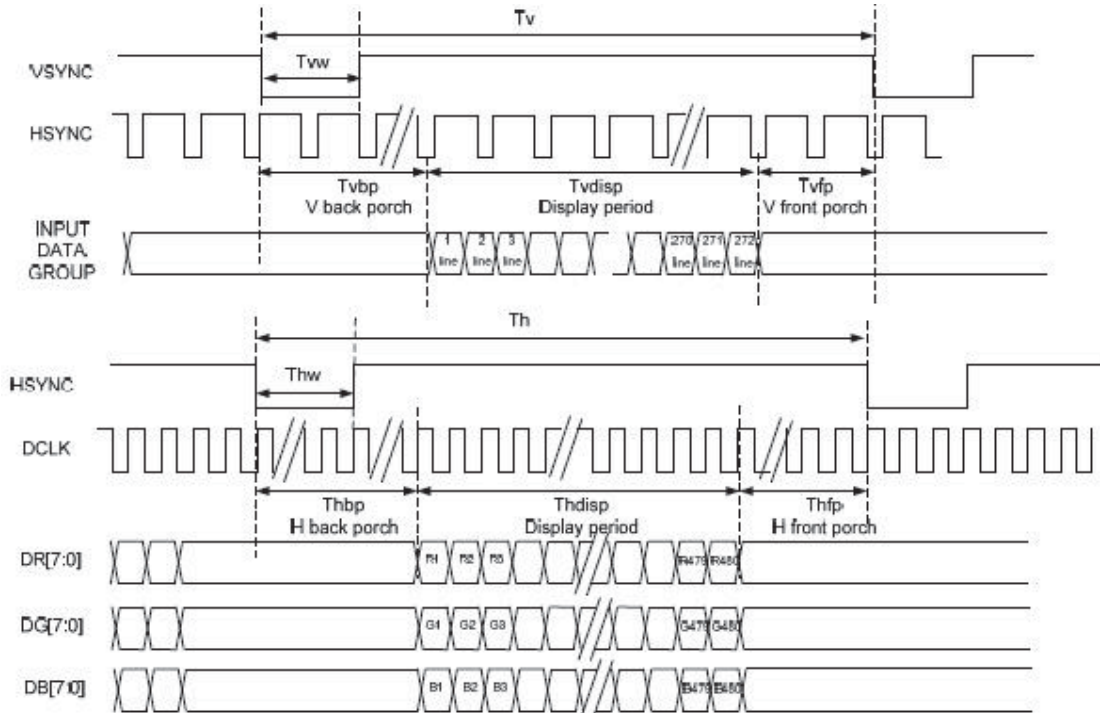 Tv
Tvw
VSYNC
HSYNC
Tvbp
V back porch
Tvdisp
Display period
Tvfp
V front porch
INPUT
DATA
GROUP
1 line
2 line
3 line
270 line
271 line
272 line
Th
Thw
HSYNC
DCLK
Thbp
H back porch
Thdisp
Display period
Thfp
H front porch
DR[7:0]
R1 R2 R3 R479 R480
DG[7:0]
G1 G2 G3 G479 G480
DB[7:0]
B1 B2 B3 B479 B480